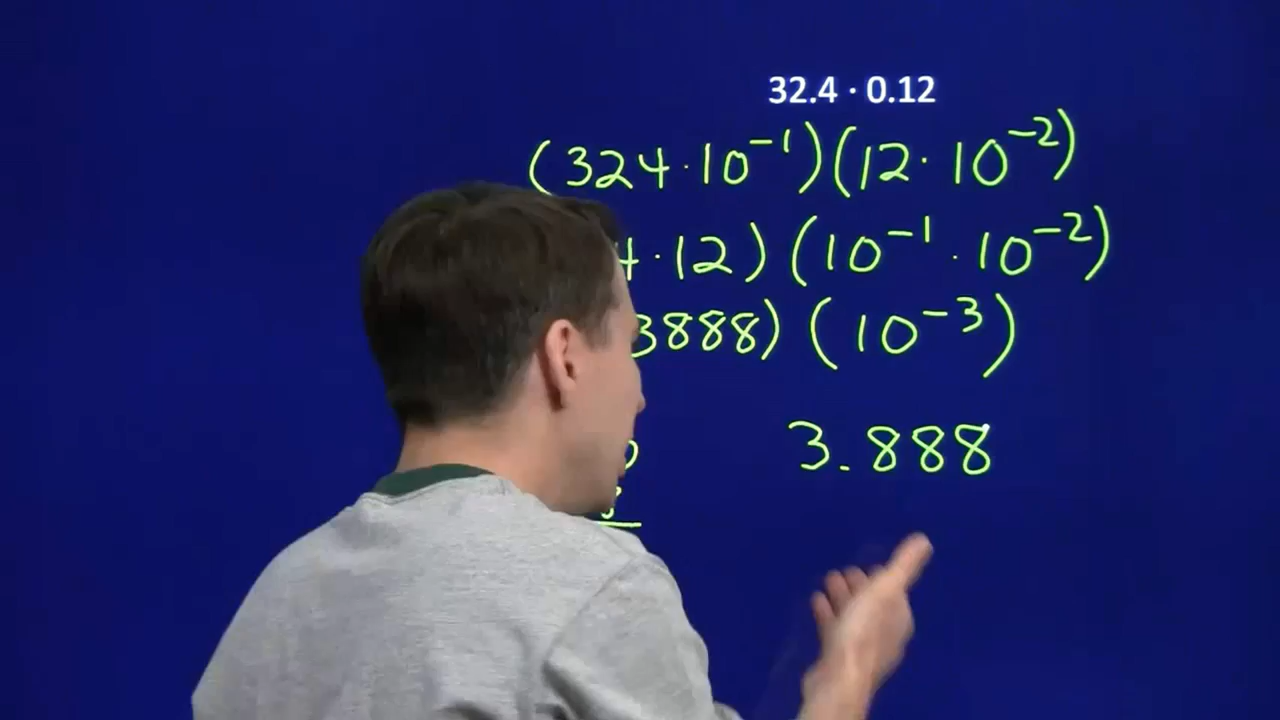 32.4 · 0.12
(324·10⁻¹)(12·10⁻²)
4·12)(10⁻¹·10⁻²)
3888)(10⁻³)
3.888